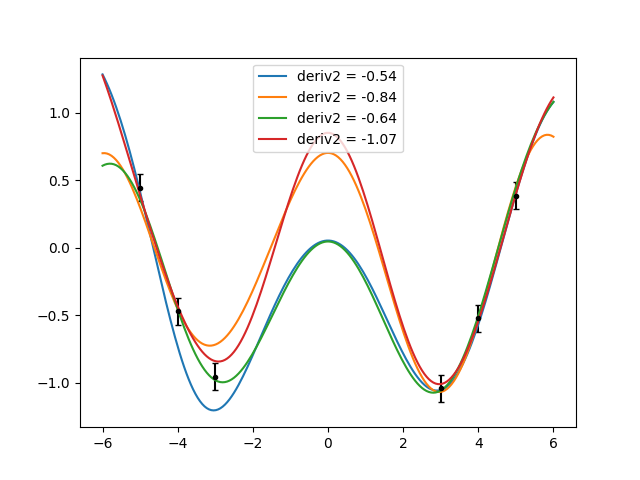 deriv2 = -0.54
deriv2 = -0.84
deriv2 = -0.64
deriv2 = -1.07
1.0
0.5
0.0
−0.5
−1.0
−6 −4 −2 0 2 4 6